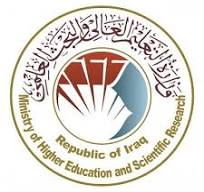 وزارة التعليم العالي والبحث العلمي
Republic of Iraq
Ministry of Higher Education and Scientific Research